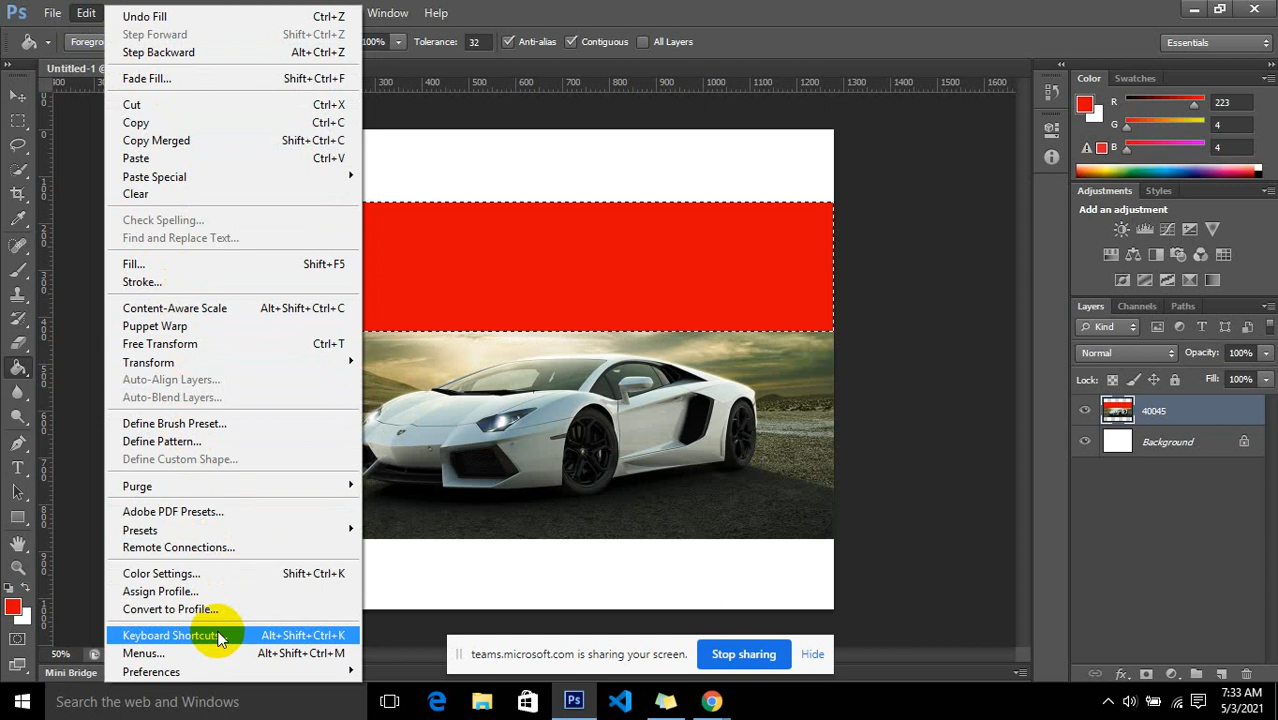 Ps File Edit Window Help
Foregro 100% Tolerance: 32 Anti-alias Contiguous All Layers Essentials
Untitled-1 @
Undo Fill Ctrl+Z
Step Forward Shift+Ctrl+Z
Step Backward Alt+Ctrl+Z
Fade Fill... Shift+Ctrl+F
Cut Ctrl+X
Copy Ctrl+C
Copy Merged Shift+Ctrl+C
Paste Ctrl+V
Paste Special
Clear
Check Spelling...
Find and Replace Text...
Fill... Shift+F5
Stroke...
Content-Aware Scale Alt+Shift+Ctrl+C
Puppet Warp
Free Transform Ctrl+T
Transform
Auto-Align Layers...
Auto-Blend Layers...
Define Brush Preset...
Define Pattern...
Define Custom Shape...
Purge
Adobe PDF Presets...
Presets
Remote Connections...
Color Settings... Shift+Ctrl+K
Assign Profile...
Convert to Profile...
Keyboard Shortcuts... Alt+Shift+Ctrl+K
Menus... Alt+Shift+Ctrl+M
Preferences
300 400 500 600 700 800 900 1000 1100 1200 1300 1400 1500 1600
Color Swatches
R 223
G 4
B 4
Adjustments Styles
Add an adjustment
Layers Channels Paths
Kind
Normal Opacity: 100%
Lock: Fill: 100%
40045
Background
50%
Mini Bridge
teams.microsoft.com is sharing your screen. Stop sharing Hide
Search the web and Windows
7:33 AM
5/3/2021